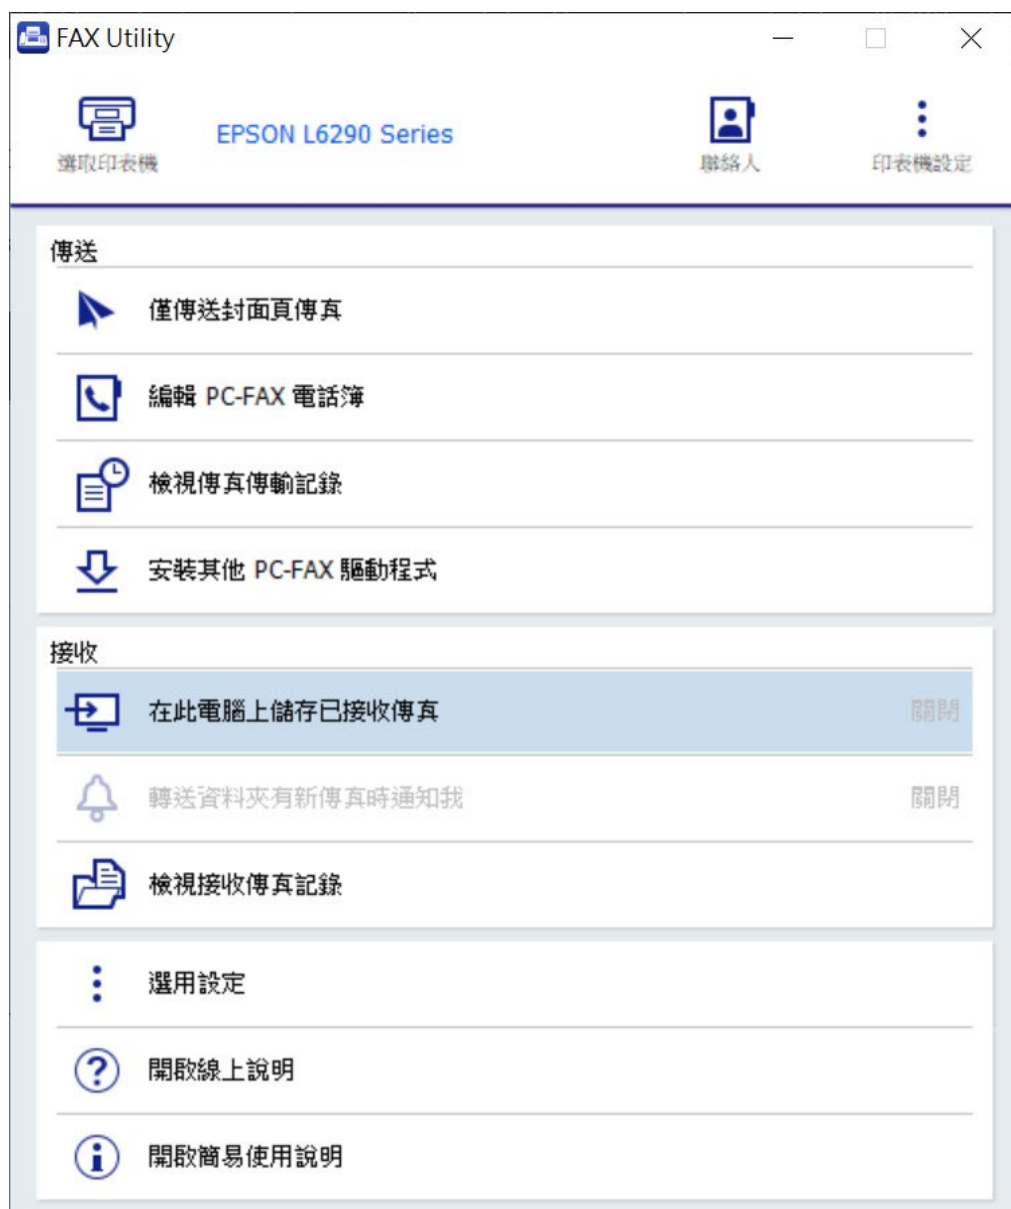 FAX Utility
選取印表機
EPSON L6290 Series
聯絡人
印表機設定
傳送
僅傳送封面頁傳真
編輯 PC-FAX 電話簿
檢視傳真傳輸記錄
安裝其他 PC-FAX 驅動程式
接收
在此電腦上儲存已接收傳真 關閉
轉送資料夾有新傳真時通知我 關閉
檢視接收傳真記錄
選用設定
開啟線上說明
開啟簡易使用說明